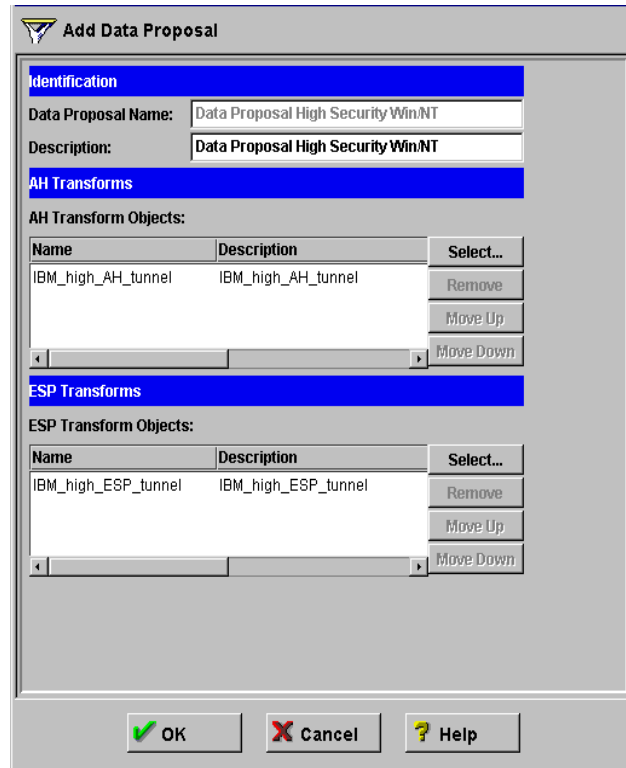 Add Data Proposal
Identification
Data Proposal Name: Data Proposal High Security Win/NT
Description: Data Proposal High Security Win/NT
AH Transforms
AH Transform Objects:
Name Description Select...
IBM_high_AH_tunnel IBM_high_AH_tunnel Remove
Move Up
Move Down
ESP Transforms
ESP Transform Objects:
Name Description Select...
IBM_high_ESP_tunnel IBM_high_ESP_tunnel Remove
Move Up
Move Down
OK Cancel Help